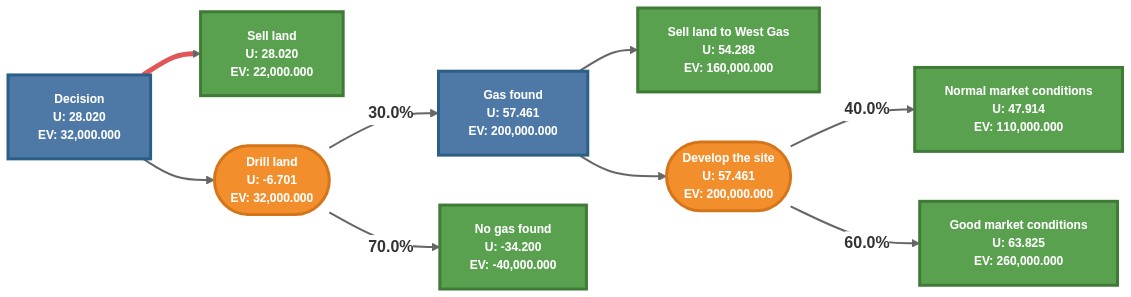 Decision
U: 28.020
EV: 32,000.000
Sell land
U: 28.020
EV: 22,000.000
Drill land
U: -6.701
EV: 32,000.000
30.0%
70.0%
Gas found
U: 57.461
EV: 200,000.000
No gas found
U: -34.200
EV: -40,000.000
Sell land to West Gas
U: 54.288
EV: 160,000.000
Develop the site
U: 57.461
EV: 200,000.000
40.0%
60.0%
Normal market conditions
U: 47.914
EV: 110,000.000
Good market conditions
U: 63.825
EV: 260,000.000